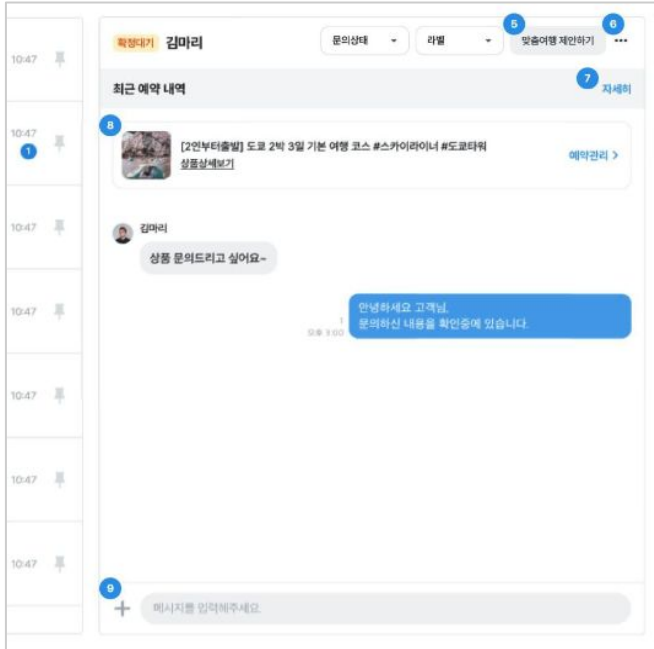 10:47
10:47
1
10:47
10:47
10:47
10:47
10:47
5
6
확정대기 김마리 문의상태 라벨 맞춤여행 제안하기
7
최근 예약 내역 자세히
8
[2인부터출발] 도쿄 2박 3일 기본 여행 코스 #스카이라이너 #도쿄타워
상품상세보기
예약관리 >
김마리
상품 문의드리고 싶어요~
안녕하세요 고객님,
문의하신 내용을 확인중에 있습니다.
1
9
메시지를 입력해주세요.